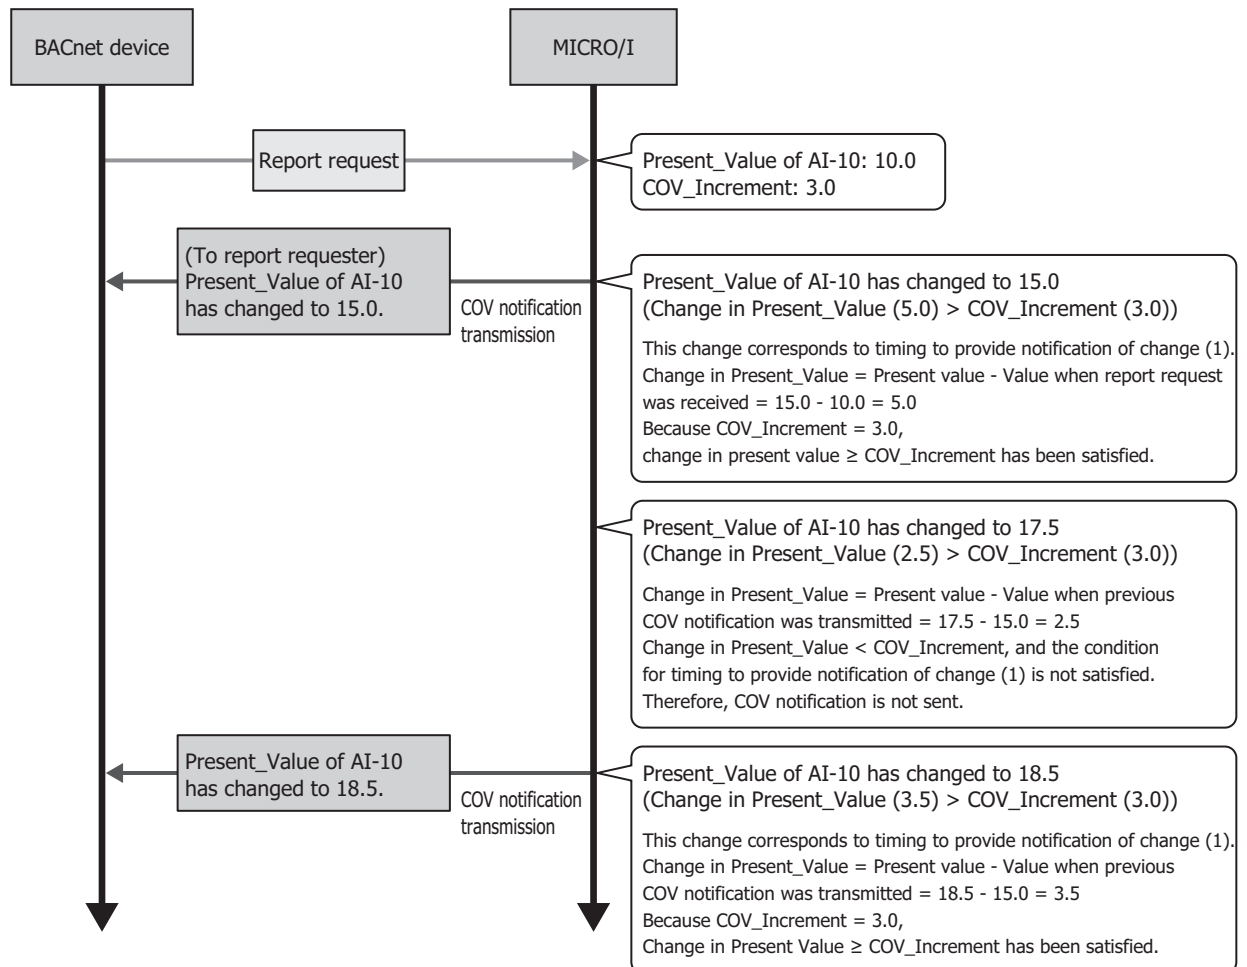 BACnet device
MICRO/I
Report request
Present_Value of AI-10: 10.0
COV_Increment: 3.0
(To report requester)
Present_Value of AI-10
has changed to 15.0.
COV notification
transmission
Present_Value of AI-10 has changed to 15.0
(Change in Present_Value (5.0) > COV_Increment (3.0))
This change corresponds to timing to provide notification of change (1).
Change in Present_Value = Present value - Value when report request
was received = 15.0 - 10.0 = 5.0
Because COV_Increment = 3.0,
change in present value ≥ COV_Increment has been satisfied.
Present_Value of AI-10 has changed to 17.5
(Change in Present_Value (2.5) > COV_Increment (3.0))
Change in Present_Value = Present value - Value when previous
COV notification was transmitted = 17.5 - 15.0 = 2.5
Change in Present_Value < COV_Increment, and the condition
for timing to provide notification of change (1) is not satisfied.
Therefore, COV notification is not sent.
Present_Value of AI-10
has changed to 18.5.
COV notification
transmission
Present_Value of AI-10 has changed to 18.5
(Change in Present_Value (3.5) > COV_Increment (3.0))
This change corresponds to timing to provide notification of change (1).
Change in Present_Value = Present value - Value when previous
COV notification was transmitted = 18.5 - 15.0 = 3.5
Because COV_Increment = 3.0,
Change in Present Value ≥ COV_Increment has been satisfied.